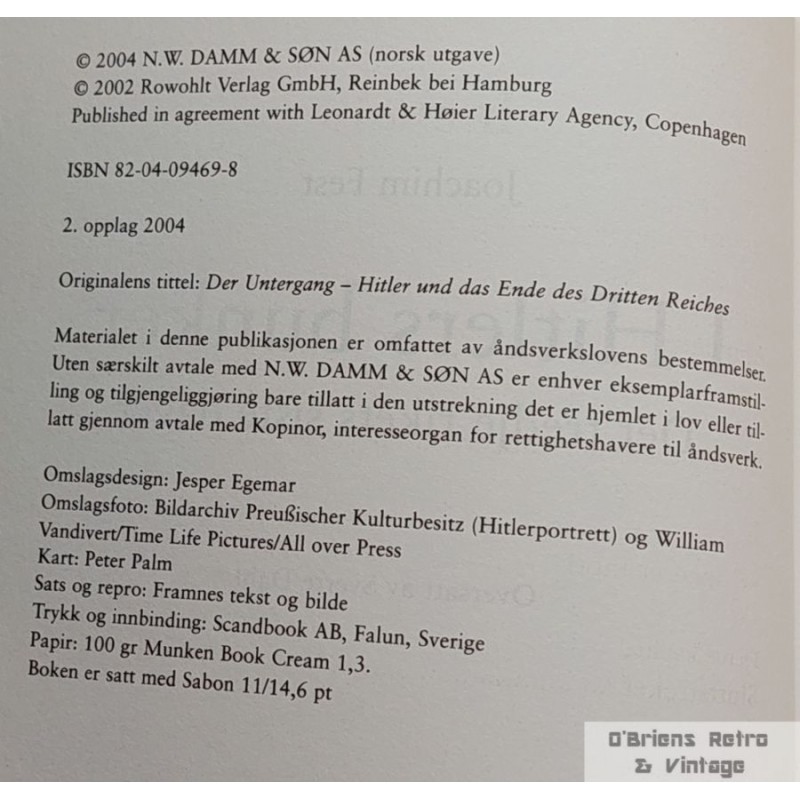 © 2004 N.W. DAMM & SØN AS (norsk utgave)
© 2002 Rowohlt Verlag GmbH, Reinbek bei Hamburg
Published in agreement with Leonardt & Høier Literary Agency, Copenhagen
ISBN 82-04-09469-8
2. opplag 2004
Originalens tittel: Der Untergang – Hitler und das Ende des Dritten Reiches
Materialet i denne publikasjonen er omfattet av åndsverkslovens bestemmelser.
Uten særskilt avtale med N.W. DAMM & SØN AS er enhver eksemplarframstil-
ling og tilgjengeliggjøring bare tillatt i den utstrekning det er hjemlet i lov eller til-
latt gjennom avtale med Kopinor, interesseorgan for rettighetshavere til åndsverk.
Omslagsdesign: Jesper Egemar
Omslagsfoto: Bildarchiv Preußischer Kulturbesitz (Hitlerportrett) og William
Vandivert/Time Life Pictures/All over Press
Kart: Peter Palm
Sats og repro: Framnes tekst og bilde
Trykk og innbinding: Scandbook AB, Falun, Sverige
Papir: 100 gr Munken Book Cream 1,3.
Boken er satt med Sabon 11/14,6 pt
O'Briens Retro
& Vintage